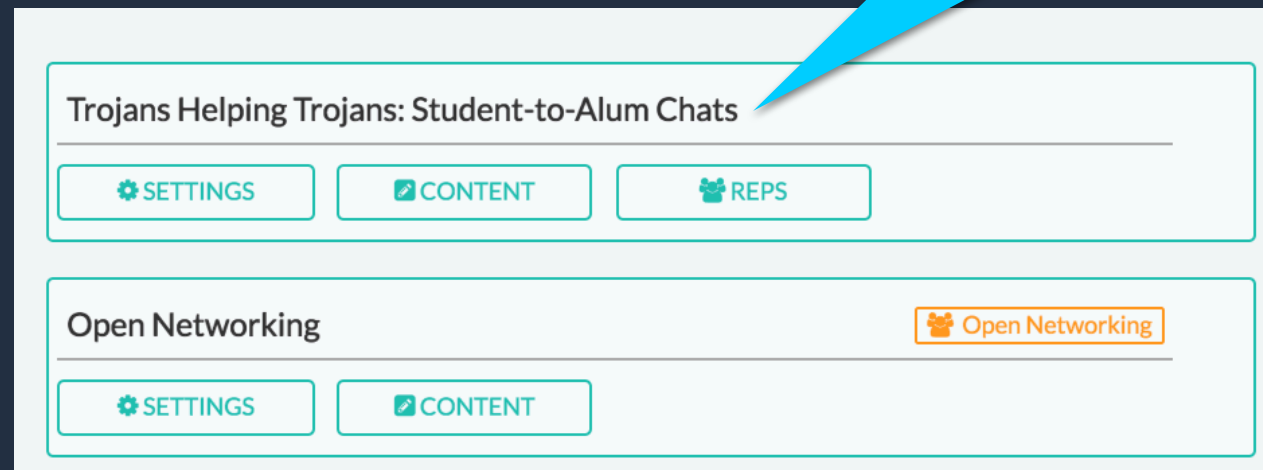 Trojans Helping Trojans: Student-to-Alum Chats
SETTINGS CONTENT REPS
Open Networking Open Networking
SETTINGS CONTENT